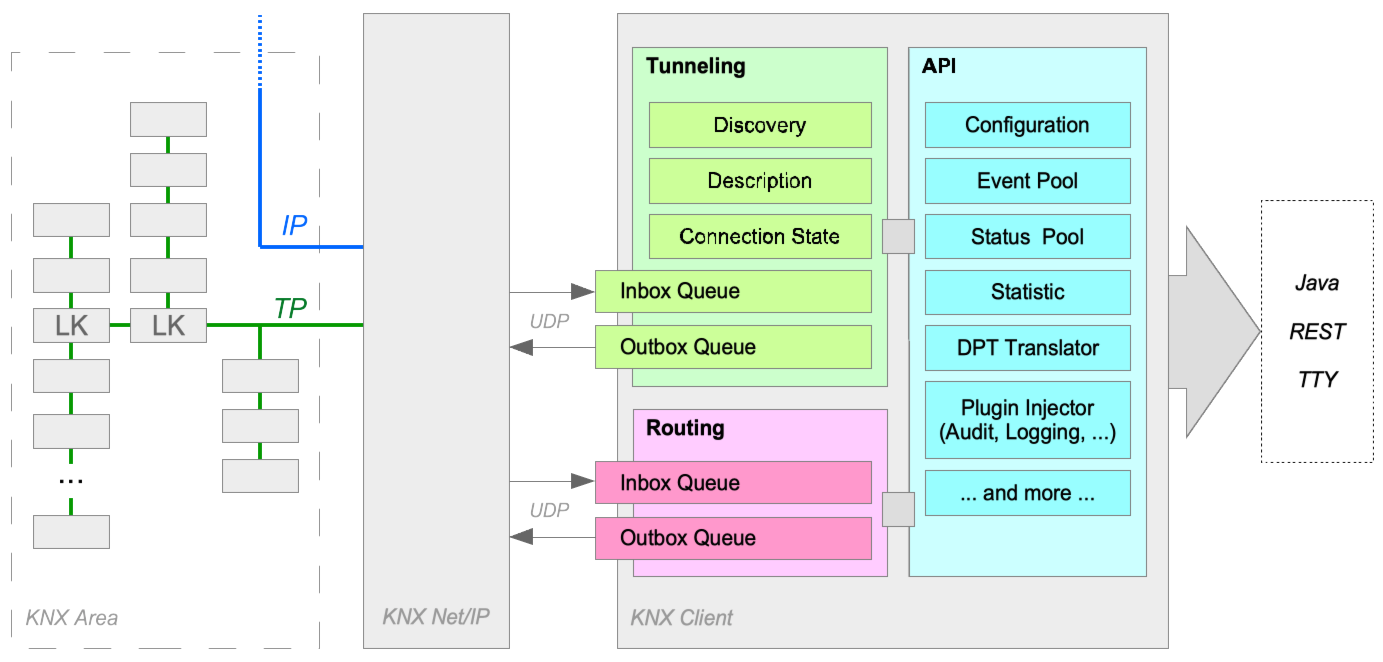 IP
TP
LK
LK
...
KNX Area
KNX Net/IP
UDP
UDP
Tunneling
Discovery
Description
Connection State
Inbox Queue
Outbox Queue
Routing
Inbox Queue
Outbox Queue
KNX Client
API
Configuration
Event Pool
Status Pool
Statistic
DPT Translator
Plugin Injector
(Audit, Logging, ...)
... and more ...
Java
REST
TTY